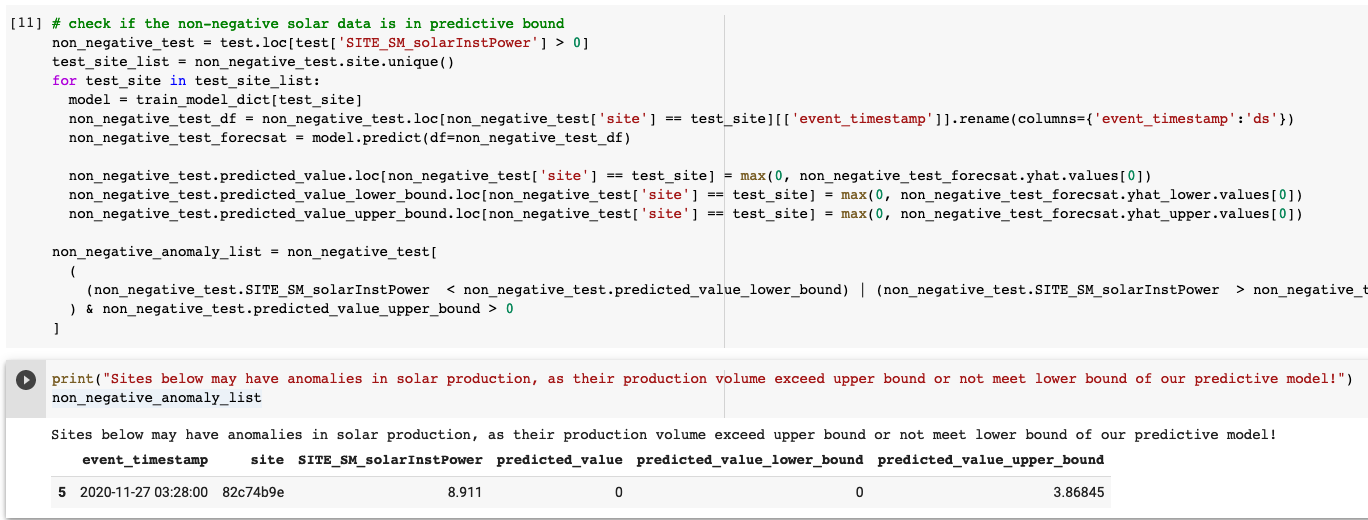 [11] # check if the non-negative solar data is in predictive bound
non_negative_test = test.loc[test['SITE_SM_solarInstPower'] > 0]
test_site_list = non_negative_test.site.unique()
for test_site in test_site_list:
  model = train_model_dict[test_site]
  non_negative_test_df = non_negative_test.loc[non_negative_test['site'] == test_site][['event_timestamp']].rename(columns={'event_timestamp':'ds'})
  non_negative_test_forecsat = model.predict(df=non_negative_test_df)
  non_negative_test.predicted_value.loc[non_negative_test['site'] == test_site] = max(0, non_negative_test_forecsat.yhat.values[0])
  non_negative_test.predicted_value_lower_bound.loc[non_negative_test['site'] == test_site] = max(0, non_negative_test_forecsat.yhat_lower.values[0])
  non_negative_test.predicted_value_upper_bound.loc[non_negative_test['site'] == test_site] = max(0, non_negative_test_forecsat.yhat_upper.values[0])
non_negative_anomaly_list = non_negative_test[
  (
    (non_negative_test.SITE_SM_solarInstPower  < non_negative_test.predicted_value_lower_bound) | (non_negative_test.SITE_SM_solarInstPower  > non_negative_t
  ) & non_negative_test.predicted_value_upper_bound > 0
]
print("Sites below may have anomalies in solar production, as their production volume exceed upper bound or not meet lower bound of our predictive model!")
non_negative_anomaly_list
Sites below may have anomalies in solar production, as their production volume exceed upper bound or not meet lower bound of our predictive model!
event_timestamp site SITE_SM_solarInstPower predicted_value predicted_value_lower_bound predicted_value_upper_bound
5 2020-11-27 03:28:00 82c74b9e 8.911 0 0 3.86845